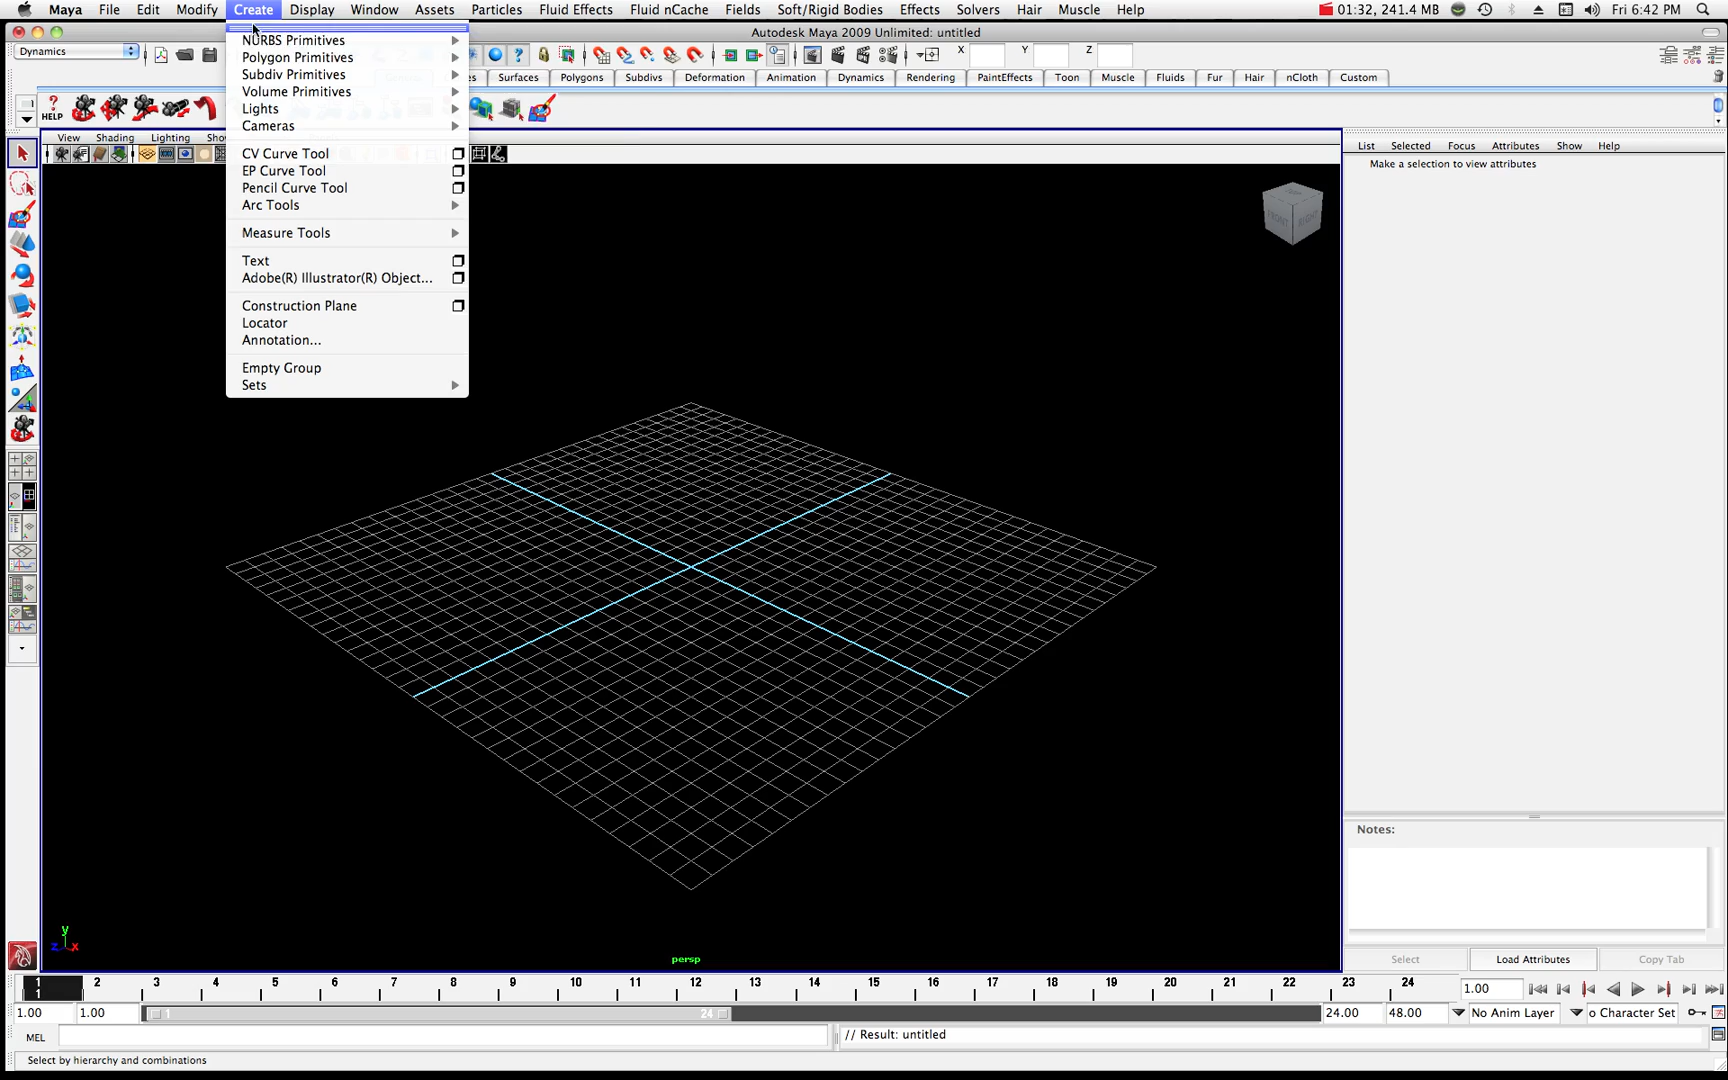 Maya File Edit Modify Create Display Window Assets Particles Fluid Effects Fluid nCache Fields Soft/Rigid Bodies Effects Solvers Hair Muscle Help 01:32, 241.4 MB Fri 6:42 PM
Autodesk Maya 2009 Unlimited: untitled
Dynamics X Y Z
Surfaces Polygons Subdivs Deformation Animation Dynamics Rendering PaintEffects Toon Muscle Fluids Fur Hair nCloth Custom
? HELP
View Shading Lighting
List Selected Focus Attributes Show Help
Make a selection to view attributes
NURBS Primitives
Polygon Primitives
Subdiv Primitives
Volume Primitives
Lights
Cameras
CV Curve Tool
EP Curve Tool
Pencil Curve Tool
Arc Tools
Measure Tools
Text
Adobe(R) Illustrator(R) Object...
Construction Plane
Locator
Annotation...
Empty Group
Sets
FRONT RIGHT
Notes:
y
z x
persp
Select Load Attributes Copy Tab
1 2 3 4 5 6 7 8 9 10 11 12 13 14 15 16 17 18 19 20 21 22 23 24 1.00
1
1.00 1.00 1 24 24.00 48.00 No Anim Layer o Character Set
MEL // Result: untitled
Select by hierarchy and combinations